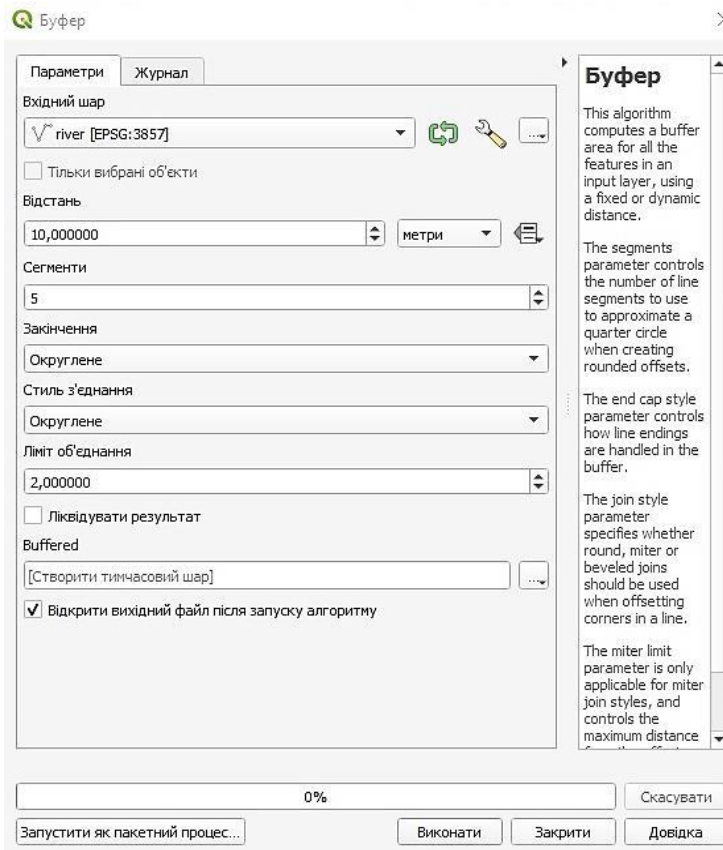 Буфер
Параметри
Журнал
Вхідний шар
river [EPSG:3857]
Тільки вибрані об'єкти
Відстань
10,000000
метри
Сегменти
5
Закінчення
Округлене
Стиль з'єднання
Округлене
Ліміт об'єднання
2,000000
Ліквідувати результат
Buffered
[Створити тимчасовий шар]
Відкрити вихідний файл після запуску алгоритму
Буфер
This algorithm
computes a buffer
area for all the
features in an
input layer, using
a fixed or dynamic
distance.
The segments
parameter controls
the number of line
segments to use
to approximate a
quarter circle
when creating
rounded offsets.
The end cap style
parameter controls
how line endings
are handled in the
buffer.
The join style
parameter
specifies whether
round, miter or
beveled joins
should be used
when offsetting
corners in a line.
The miter limit
parameter is only
applicable for miter
join styles, and
controls the
maximum distance
0%
Скасувати
Запустити як пакетний процес...
Виконати
Закрити
Довідка